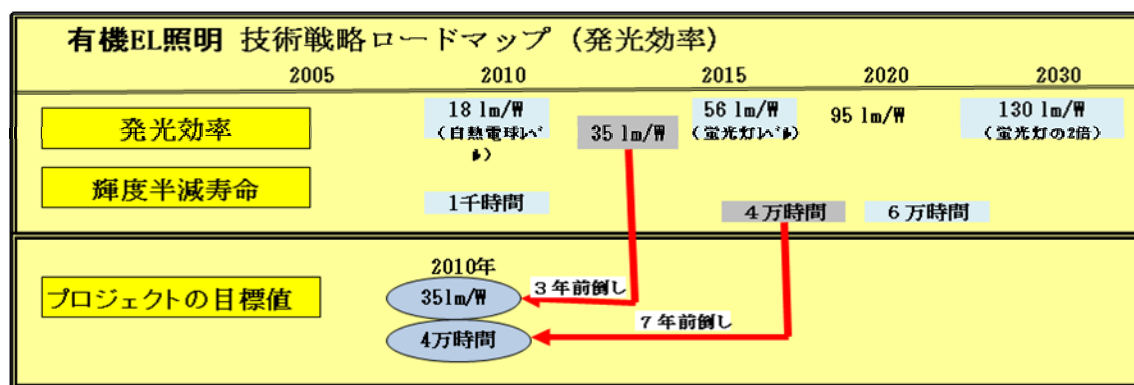 有機EL照明 技術戦略ロードマップ（発光効率）
2005 2010 2015 2020 2030
発光効率
18 lm/W
（白熱電球ﾚﾍﾞ
ﾙ）
35 lm/W
56 lm/W
（蛍光灯ﾚﾍﾞﾙ）
95 lm/W
130 lm/W
（蛍光灯の2倍）
輝度半減寿命
1千時間
４万時間
６万時間
プロジェクトの目標値
2010年
35lm/W
３年前倒し
4万時間
７年前倒し